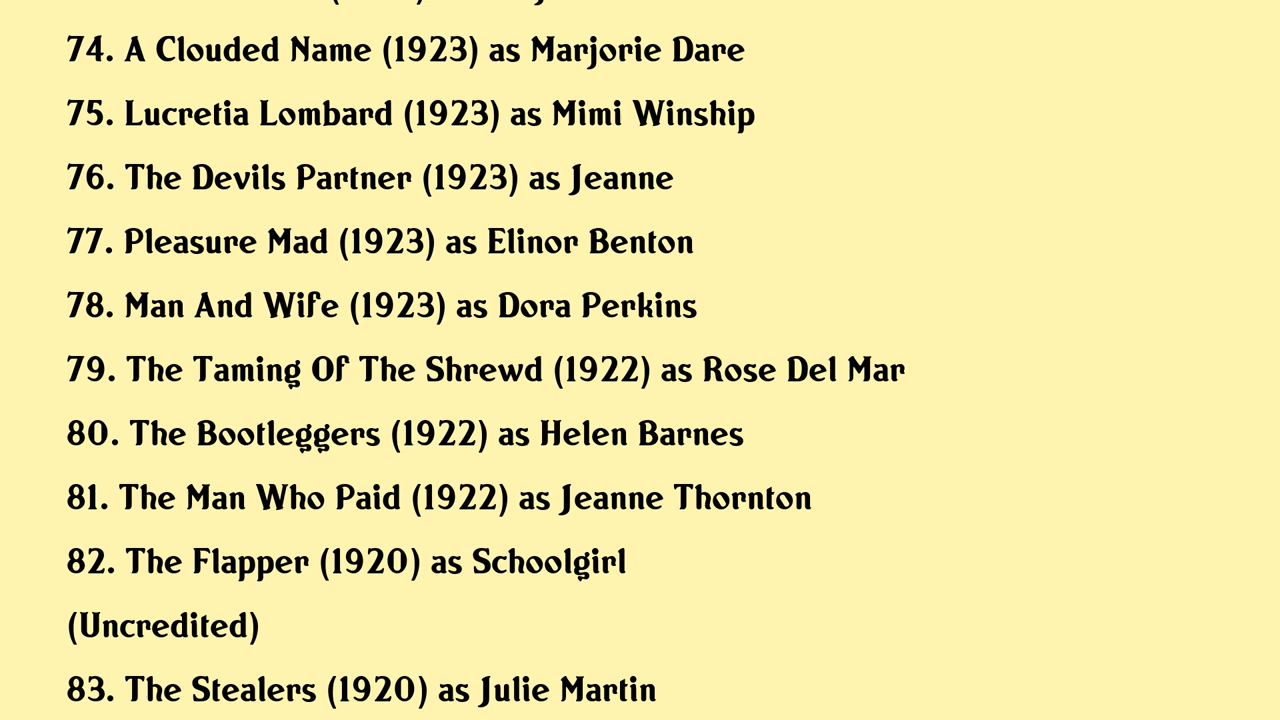 74. A Clouded Name (1923) as Marjorie Dare
75. Lucretia Lombard (1923) as Mimi Winship
76. The Devils Partner (1923) as Jeanne
77. Pleasure Mad (1923) as Elinor Benton
78. Man And Wife (1923) as Dora Perkins
79. The Taming Of The Shrewd (1922) as Rose Del Mar
80. The Bootleggers (1922) as Helen Barnes
81. The Man Who Paid (1922) as Jeanne Thornton
82. The Flapper (1920) as Schoolgirl
(Uncredited)
83. The Stealers (1920) as Julie Martin